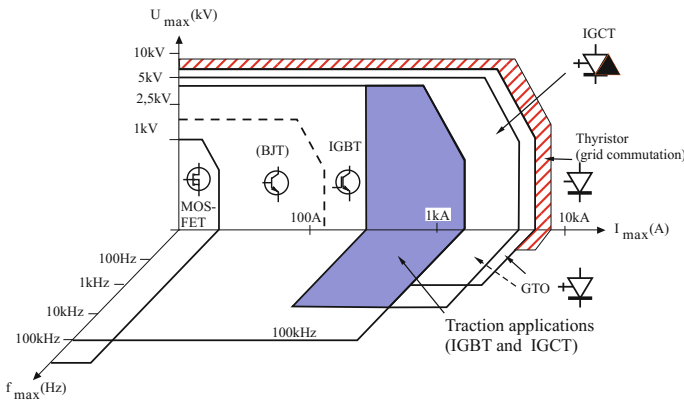 U max(kV)
IGCT
10kV
5kV
2,5kV
1kV
Thyristor
(grid commutation)
(BJT)
IGBT
MOS-
FET
100A
1kA
10kA
I max(A)
100Hz
1kHz
10kHz
100kHz
100kHz
GTO
Traction applications
(IGBT and IGCT)
f max(Hz)